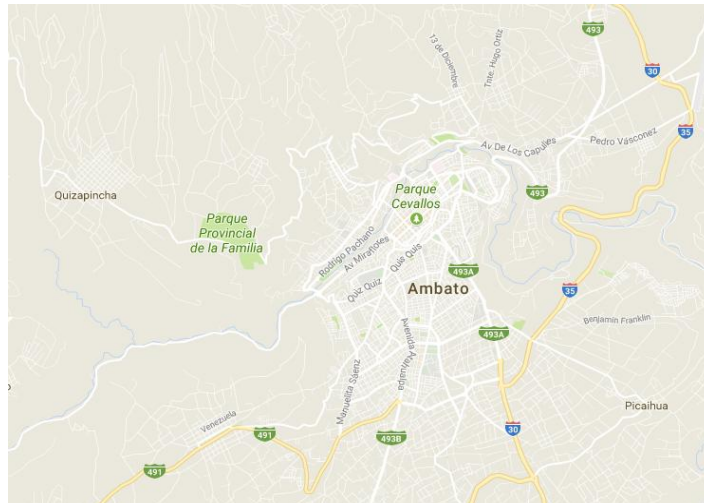 493
30
13 de Diciembre
Tnte. Hugo Ortiz
35
Av De Los Capulies
Pedro Vásconez
Quizapincha
Parque
Cevallos
493
Parque
Provincial
de la Familia
Rodrigo Pachano
Av Miraflores
Quis Quis
493A
Quiz Quiz
Ambato
35
Benjamín Franklin
493A
Avenida Atahualpa
Manuelita Sáenz
Picaihua
Venezuela
491
493B
30
491